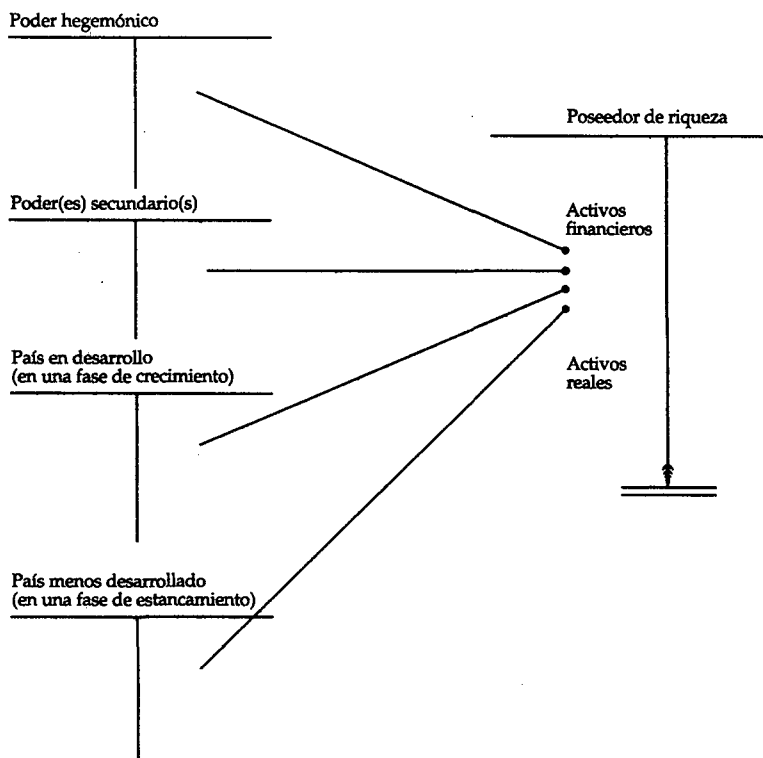 Poder hegemónico
Poseedor de riqueza
Poder(es) secundario(s)
Activos
financieros
País en desarrollo
(en una fase de crecimiento)
Activos
reales
País menos desarrollado
(en una fase de estancamiento)